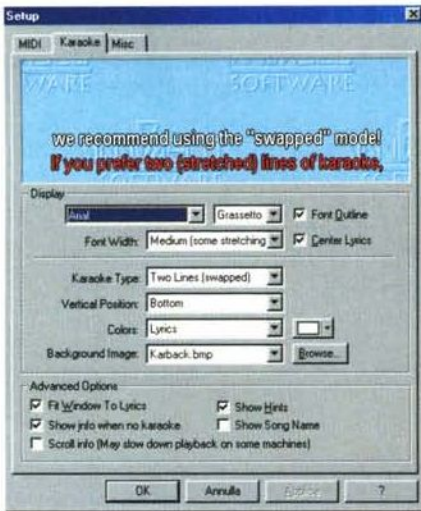 Setup
MIDI Karaoke Misc
WARE SOFTWARE
we recommend using the "swapped" mode!
If you prefer two (stretched) lines of karaoke,
Display
Arial Grassetto Font Outline
Font Width: Medium (some stretching Center Lyrics
Karaoke Type: Two Lines (swapped)
Vertical Position: Bottom
Colors: Lyrics
Background Image: Karback.bmp Browse...
Advanced Options
Fit Window To Lyrics Show Hints
Show info when no karaoke Show Song Name
Scroll info (May slow down playback on some machines)
OK Annulla ?